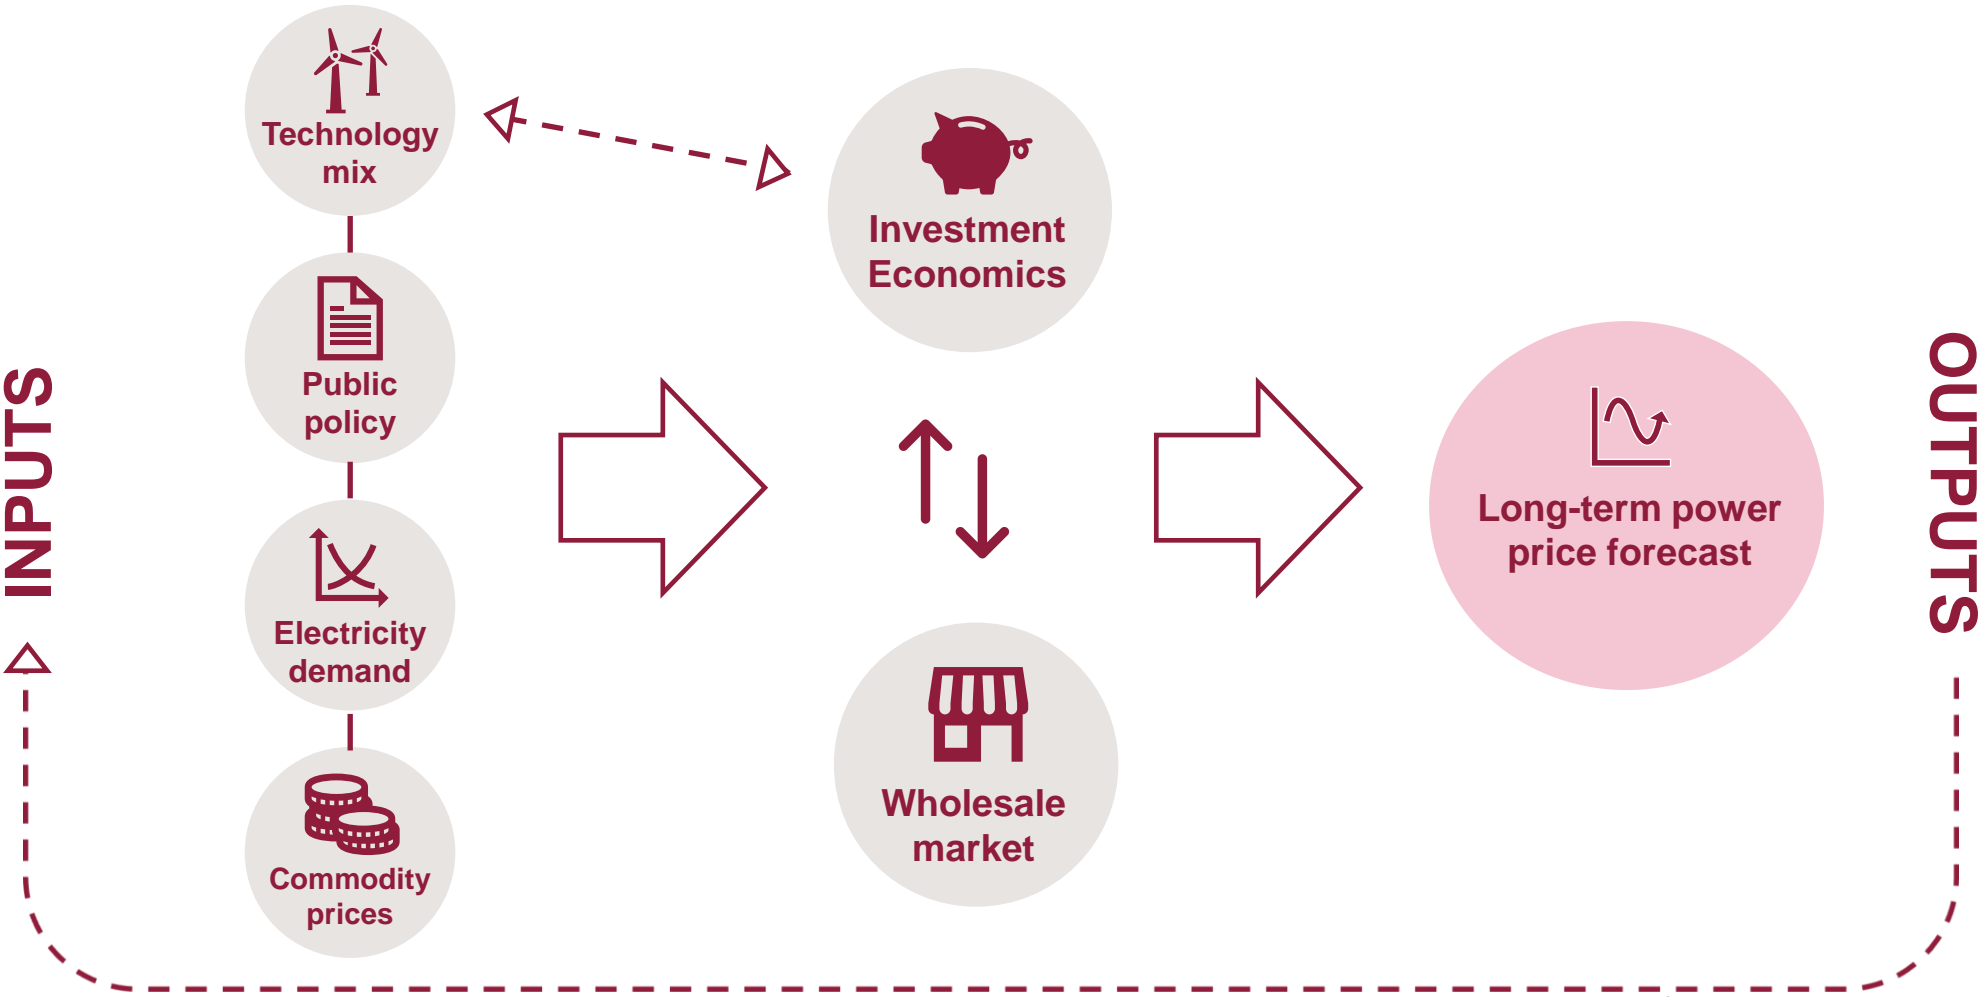 INPUTS
Technology
mix
Public
policy
Electricity
demand
Commodity
prices
Investment
Economics
Wholesale
market
Long-term power
price forecast
OUTPUTS